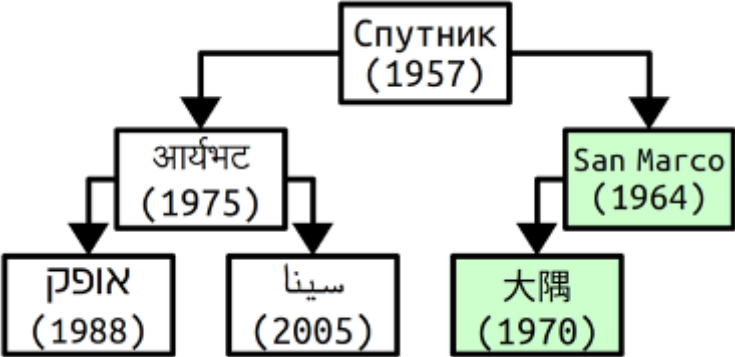 Спутник
(1957)
आर्यभट
(1975)
San Marco
(1964)
אופק
(1988)
سينا
(2005)
大隅
(1970)